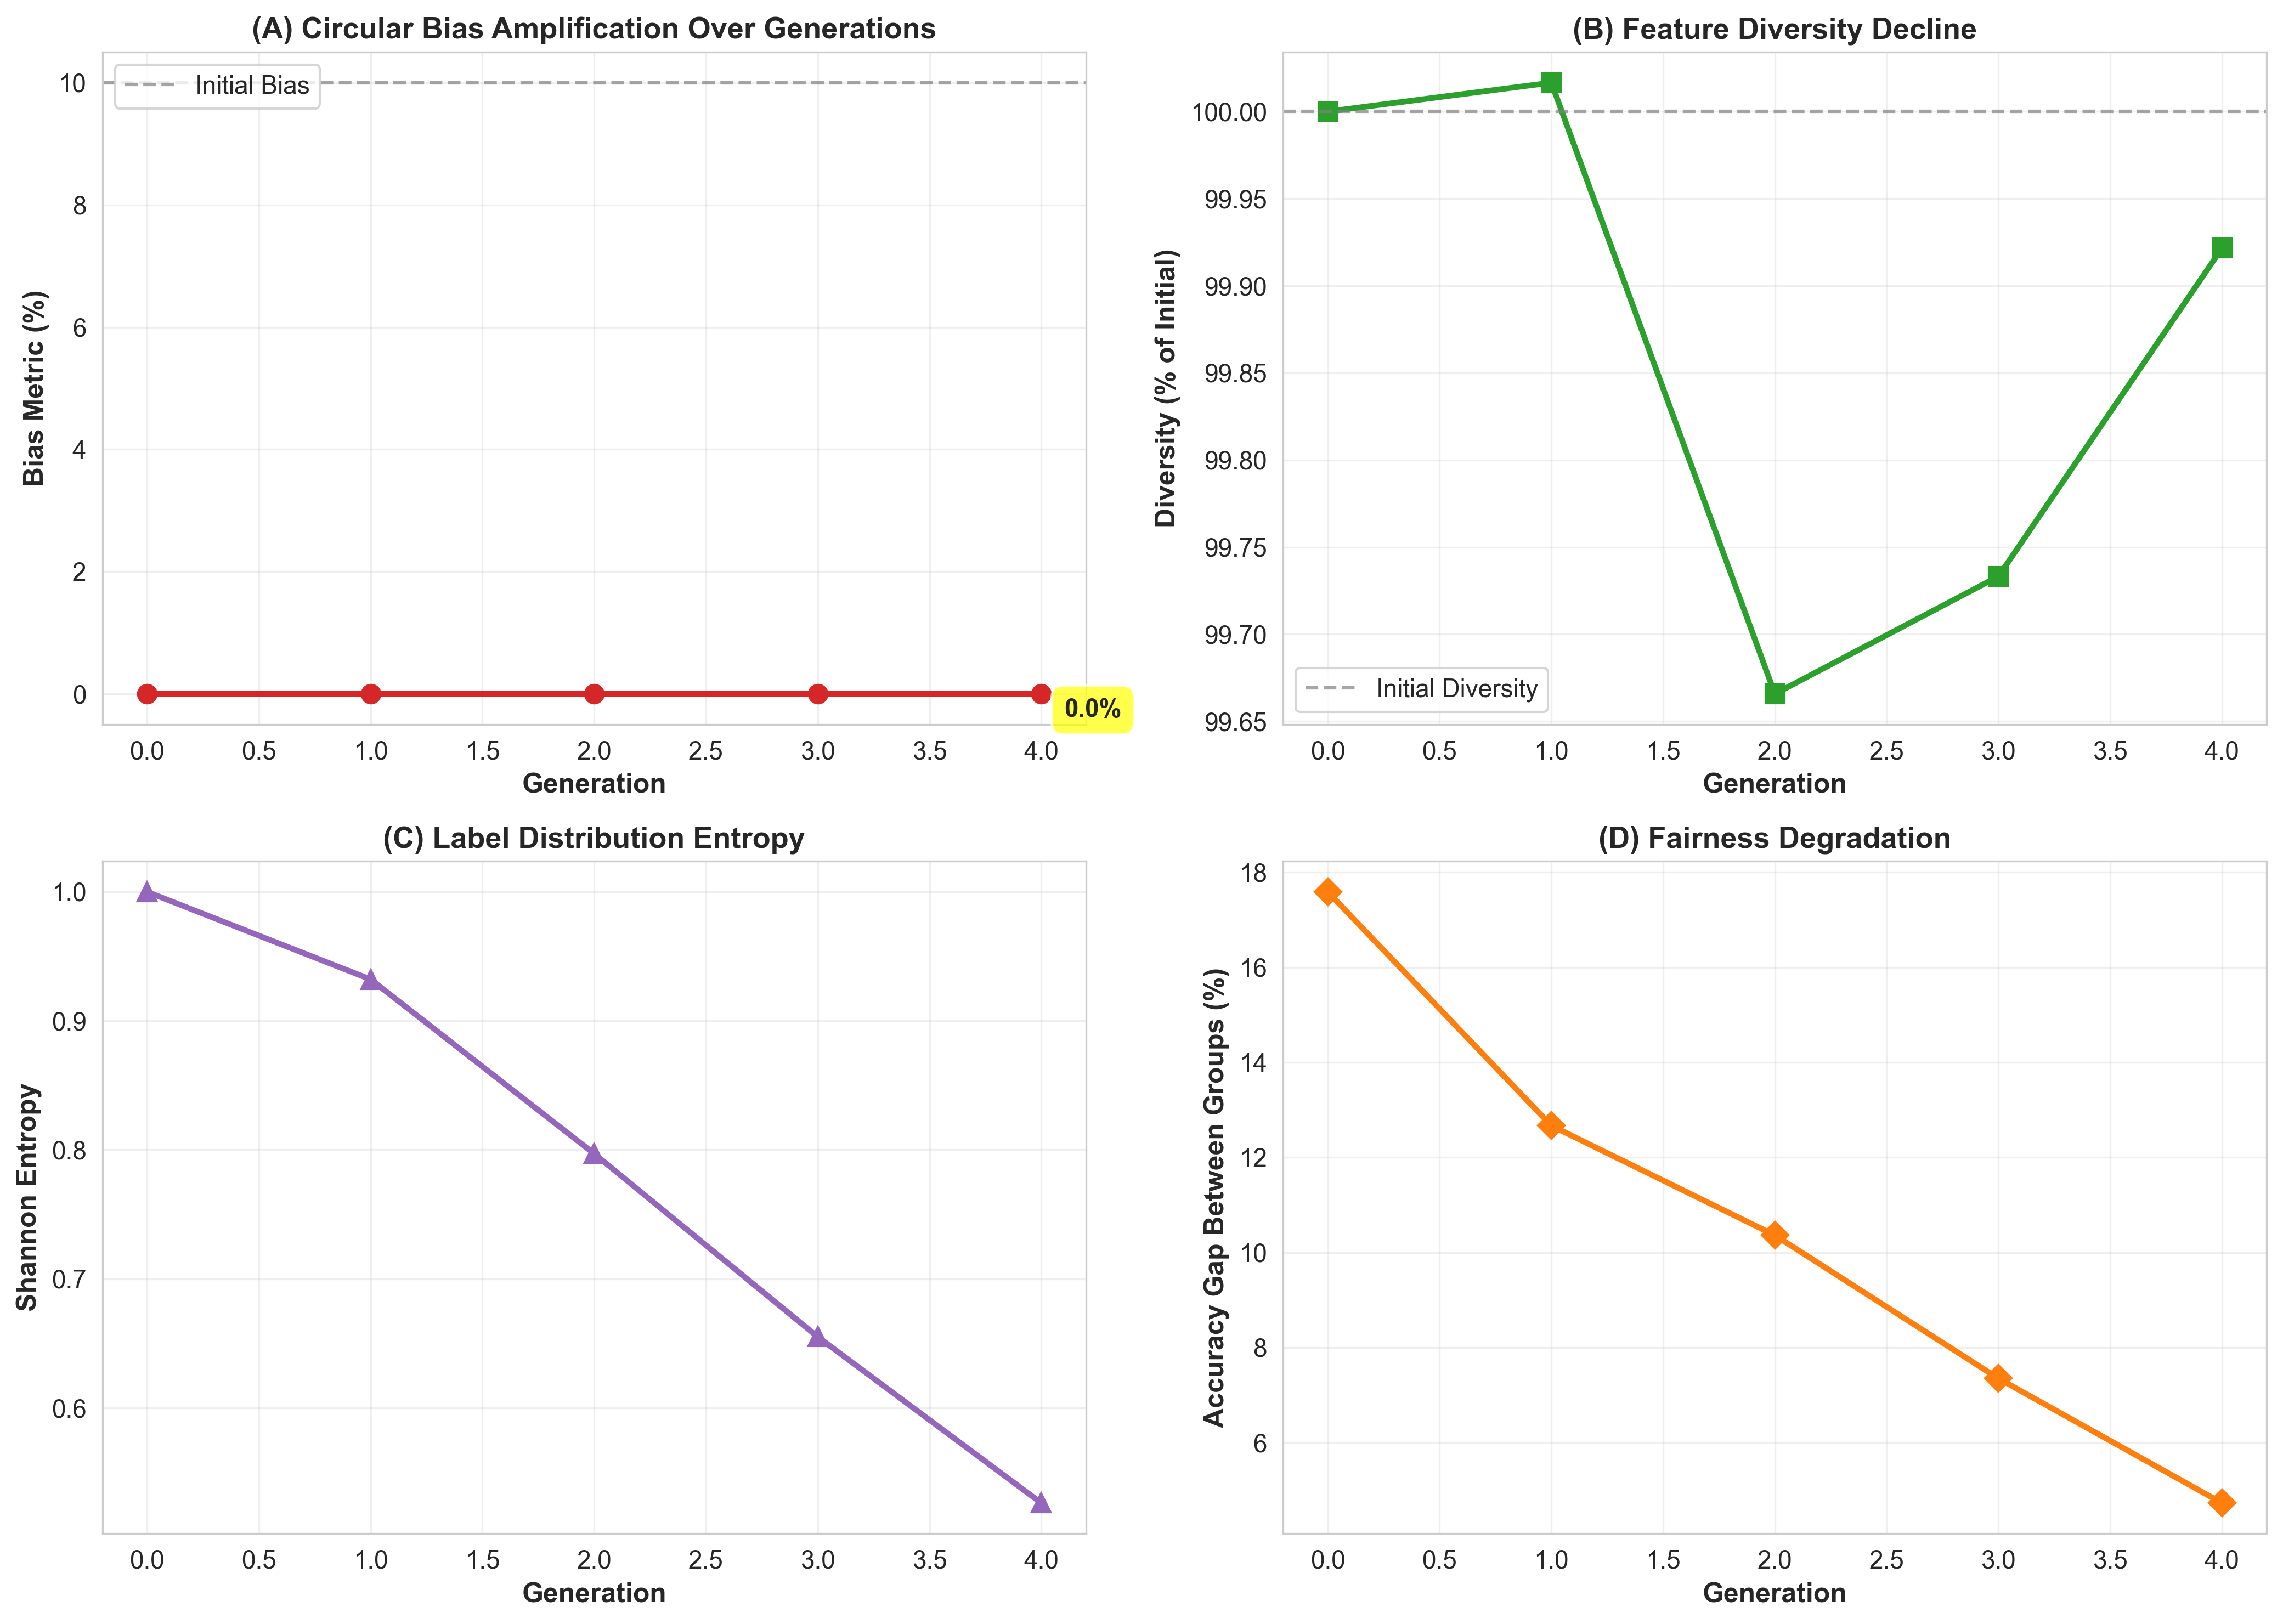 (A) Circular Bias Amplification Over Generations
Initial Bias
Bias Metric (%)
10
8
6
4
2
0
0.0%
0.0 0.5 1.0 1.5 2.0 2.5 3.0 3.5 4.0
Generation
(B) Feature Diversity Decline
Diversity (% of Initial)
100.00
99.95
99.90
99.85
99.80
99.75
99.70
99.65
Initial Diversity
0.0 0.5 1.0 1.5 2.0 2.5 3.0 3.5 4.0
Generation
(C) Label Distribution Entropy
Shannon Entropy
1.0
0.9
0.8
0.7
0.6
0.0 0.5 1.0 1.5 2.0 2.5 3.0 3.5 4.0
Generation
(D) Fairness Degradation
Accuracy Gap Between Groups (%)
18
16
14
12
10
8
6
0.0 0.5 1.0 1.5 2.0 2.5 3.0 3.5 4.0
Generation